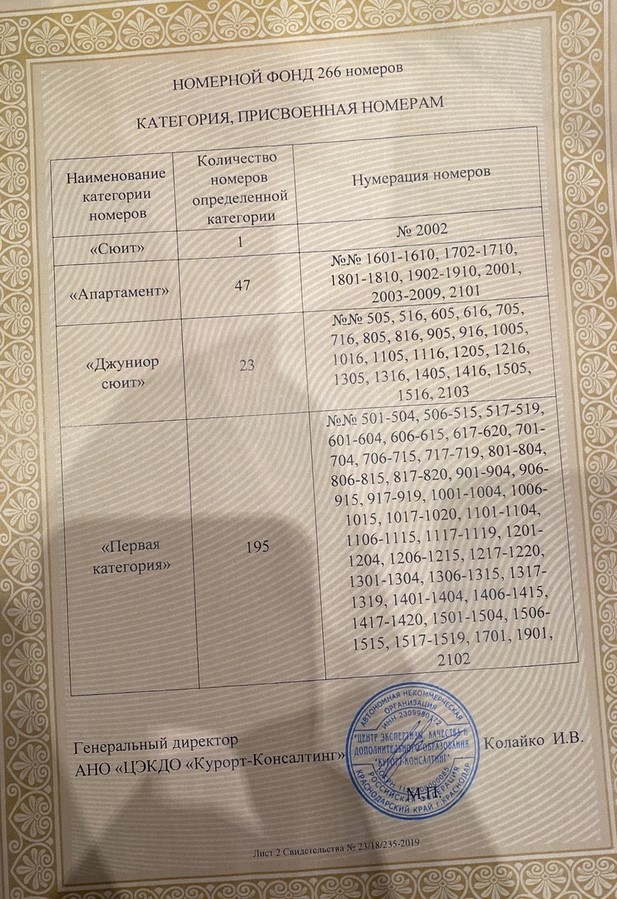 НОМЕРНОЙ ФОНД 266 номеров
КАТЕГОРИЯ, ПРИСВОЕННАЯ НОМЕРАМ
Наименование
категории
номеров
Количество
номеров
определенной
категории
Нумерация номеров
«Сюит»
1
№ 2002
«Апартамент»
47
№№ 1601-1610, 1702-1710,
1801-1810, 1902-1910, 2001,
2003-2009, 2101
«Джуниор
сюит»
23
№№ 505, 516, 605, 616, 705,
716, 805, 816, 905, 916, 1005,
1016, 1105, 1116, 1205, 1216,
1305, 1316, 1405, 1416, 1505,
1516, 2103
«Первая
категория»
195
№№ 501-504, 506-515, 517-519,
601-604, 606-615, 617-620, 701-
704, 706-715, 717-719, 801-804,
806-815, 817-820, 901-904, 906-
915, 917-919, 1001-1004, 1006-
1015, 1017-1020, 1101-1104,
1106-1115, 1117-1119, 1201-
1204, 1206-1215, 1217-1220,
1301-1304, 1306-1315, 1317-
1319, 1401-1404, 1406-1415,
1417-1420, 1501-1504, 1506-
1515, 1517-1519, 1701, 1901,
2102
Генеральный директор
АНО «ЦЭКДО «Курорт-Консалтинг»
АВТОНОМНАЯ НЕКОММЕРЧЕСКАЯ
ОРГАНИЗАЦИЯ
"ЦЕНТР ЭКСПЕРТИЗЫ, КАЧЕСТВА И
ДОПОЛНИТЕЛЬНОГО ОБРАЗОВАНИЯ
"КУРОРТ-КОНСАЛТИНГ"
РОССИЙСКАЯ ФЕДЕРАЦИЯ
КРАСНОДАРСКИЙ КРАЙ г.КРАСНОДАР
М.П.
Колайко И.В.
Лист 2 Свидетельства № 23/18/235-2019